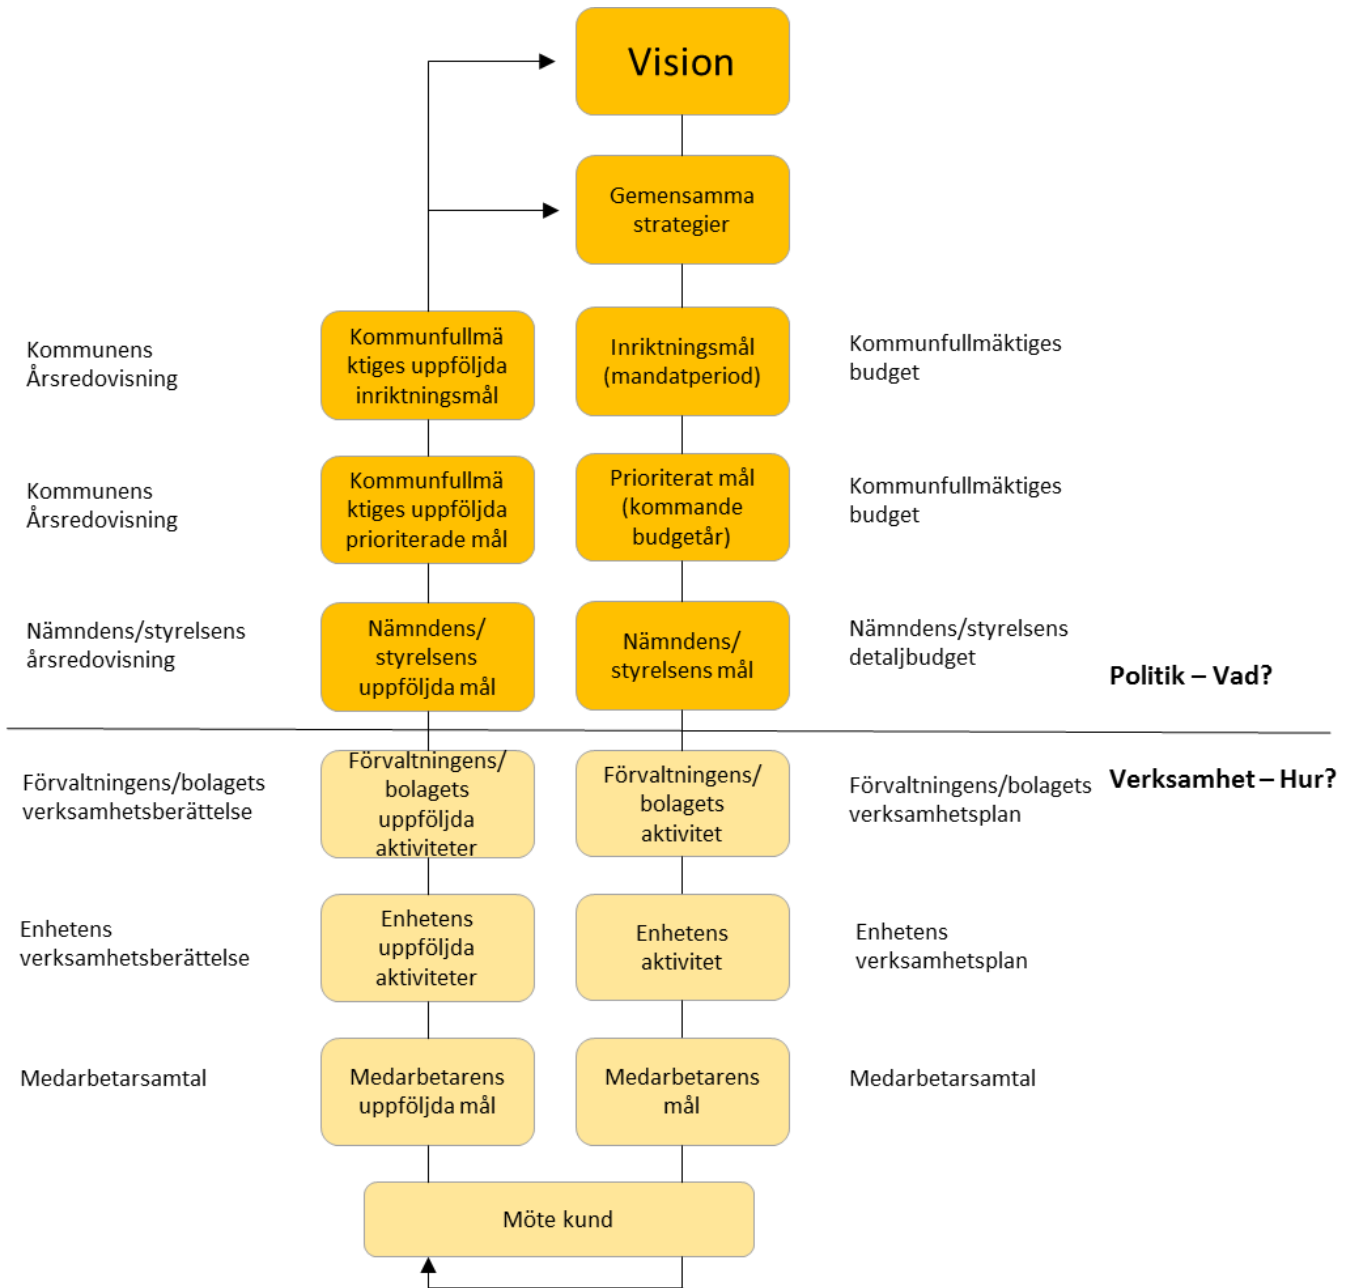 Vision
Gemensamma
strategier
Kommunens
Årsredovisning
Kommunfullmä
ktiges uppföljda
inriktningsmål
Inriktningsmål
(mandatperiod)
Kommunfullmäktiges
budget
Kommunens
Årsredovisning
Kommunfullmä
ktiges uppföljda
prioriterade mål
Prioriterat mål
(kommande
budgetår)
Kommunfullmäktiges
budget
Nämndens/styrelsens
årsredovisning
Nämndens/
styrelsens
uppföljda mål
Nämndens/
styrelsens mål
Nämndens/styrelsens
detaljbudget
Politik – Vad?
Förvaltningens/bolagets
verksamhetsberättelse
Förvaltningens/
bolagets
uppföljda
aktiviteter
Förvaltningens/
bolagets
aktivitet
Förvaltningens/bolagets
verksamhetsplan
Verksamhet – Hur?
Enhetens
verksamhetsberättelse
Enhetens
uppföljda
aktiviteter
Enhetens
aktivitet
Enhetens
verksamhetsplan
Medarbetarsamtal
Medarbetarens
uppföljda mål
Medarbetarens
mål
Medarbetarsamtal
Möte kund